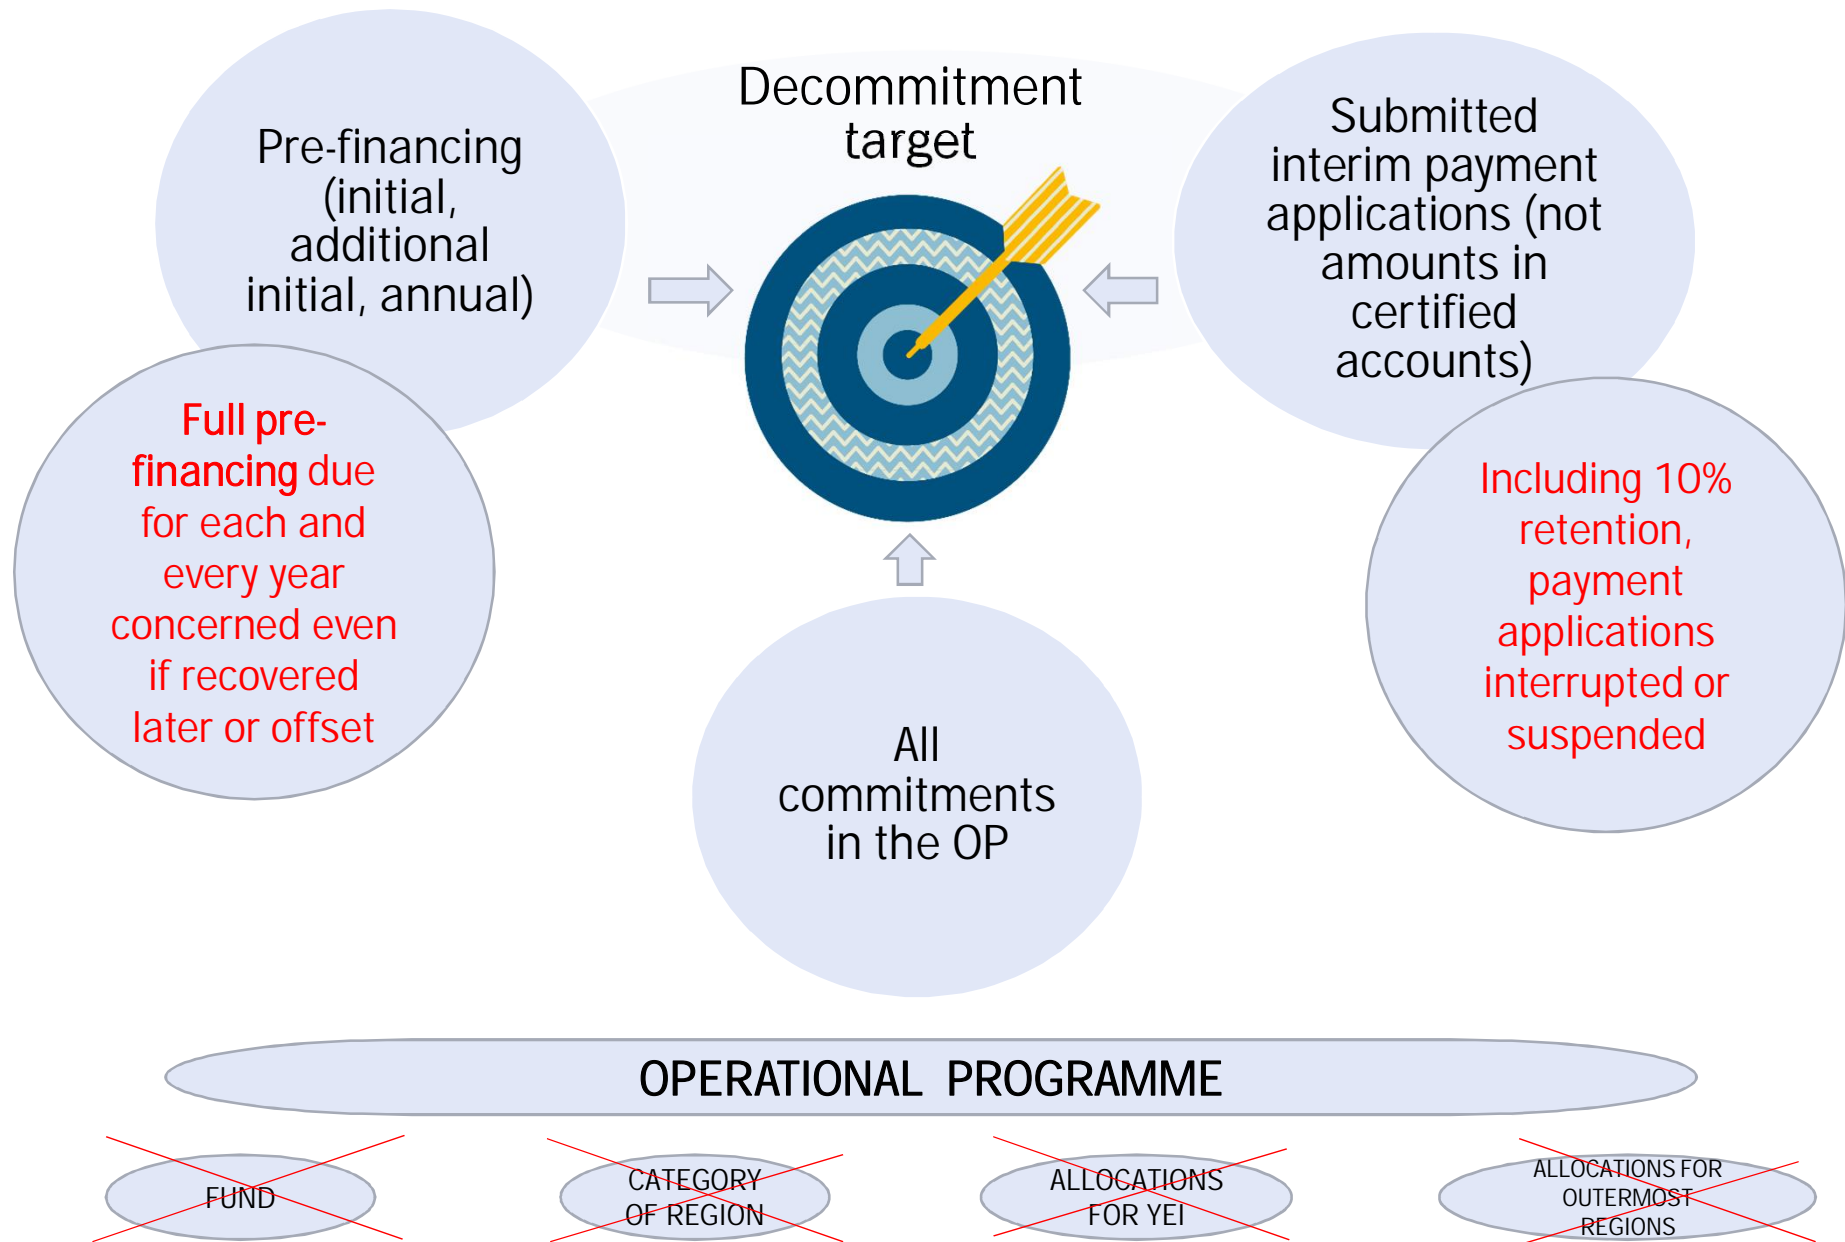 Decommitment
target
Pre-financing
(initial,
additional
initial, annual)
Submitted
interim payment
applications (not
amounts in
certified
accounts)
Full pre-
financing due
for each and
every year
concerned even
if recovered
later or offset
Including 10%
retention,
payment
applications
interrupted or
suspended
All
commitments
in the OP
OPERATIONAL PROGRAMME
FUND
CATEGORY
OF REGION
ALLOCATIONS
FOR YEI
ALLOCATIONS FOR
OUTERMOST
REGIONS